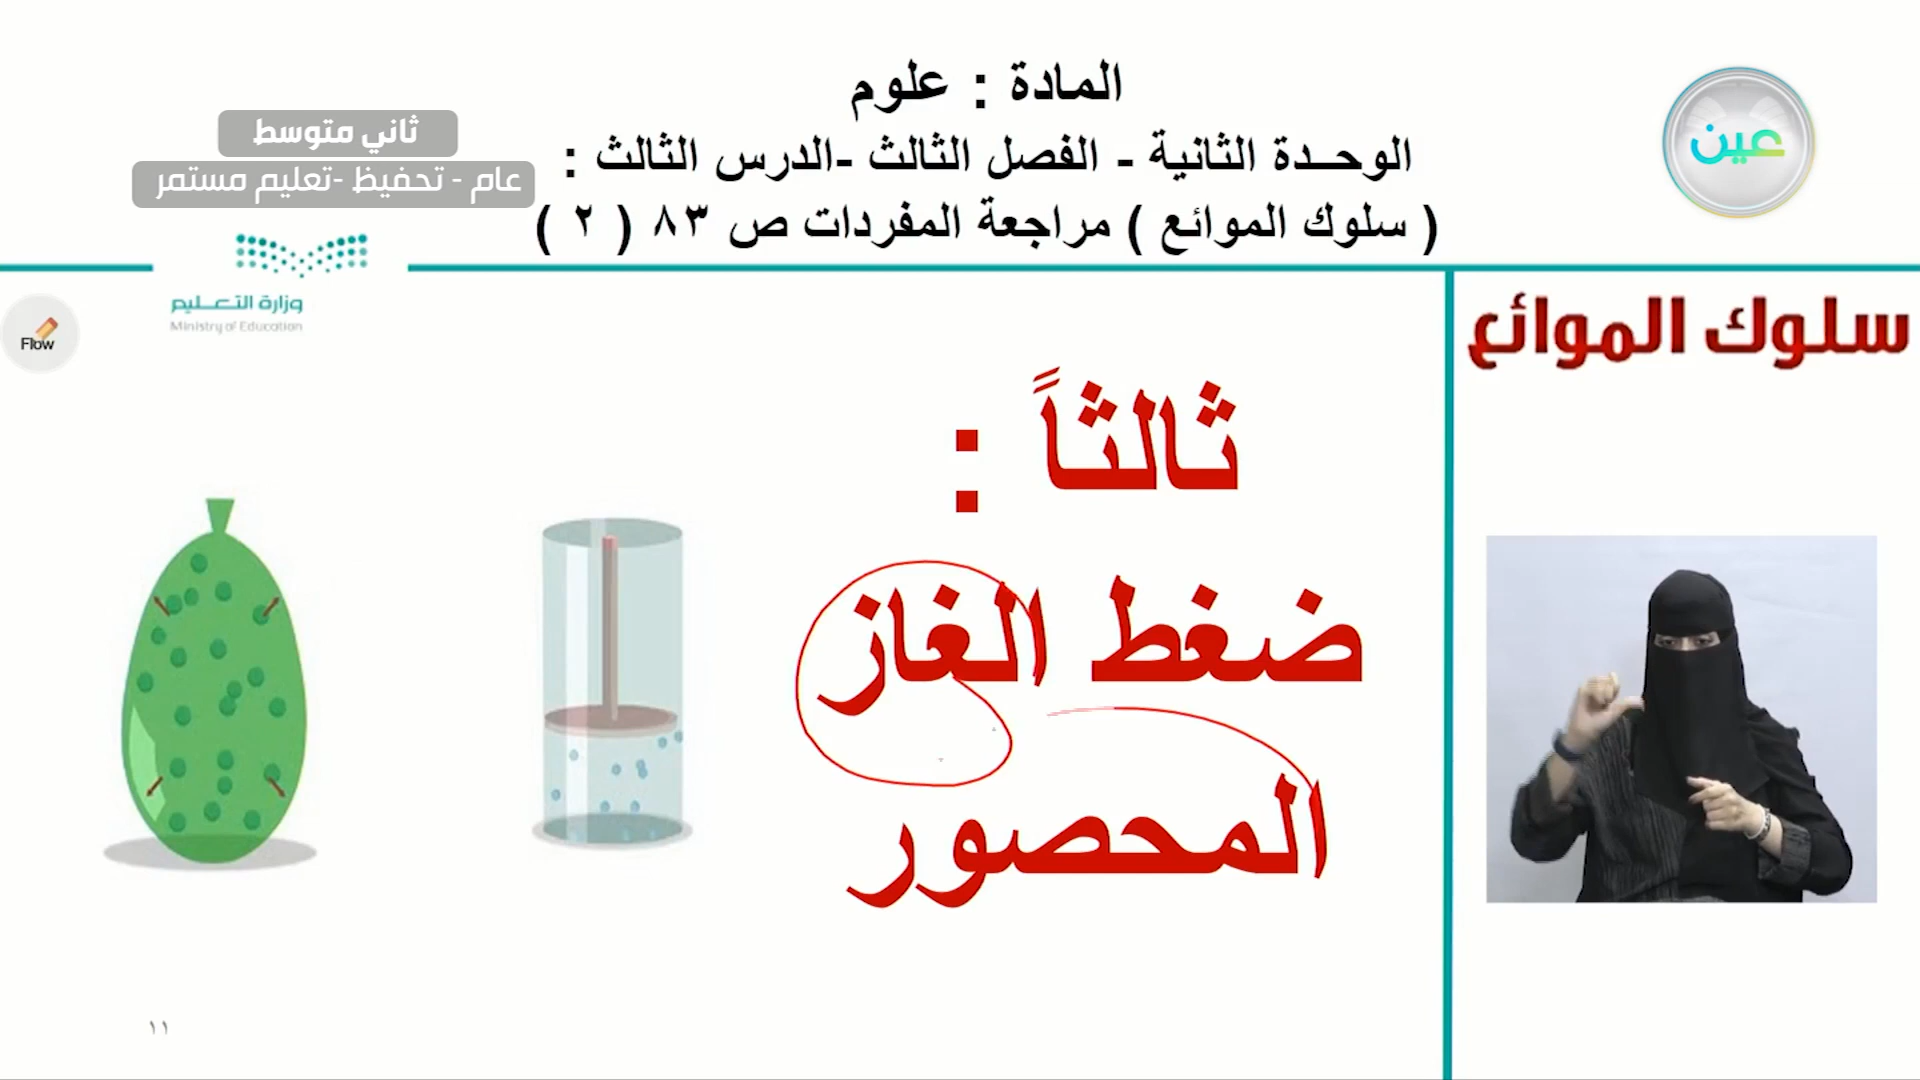 المادة : علوم
الوحـدة الثانية - الفصل الثالث -الدرس الثالث :
( سلوك الموائع ) مراجعة المفردات ص ٨٣ ( ٢ )
عين
ثاني متوسط
عام - تحفيظ -تعليم مستمر
وزارة التعـليم
Ministry of Education
Flow
سلوك الموائع
ثالثاً :
ضغط الغاز
المحصور
١١